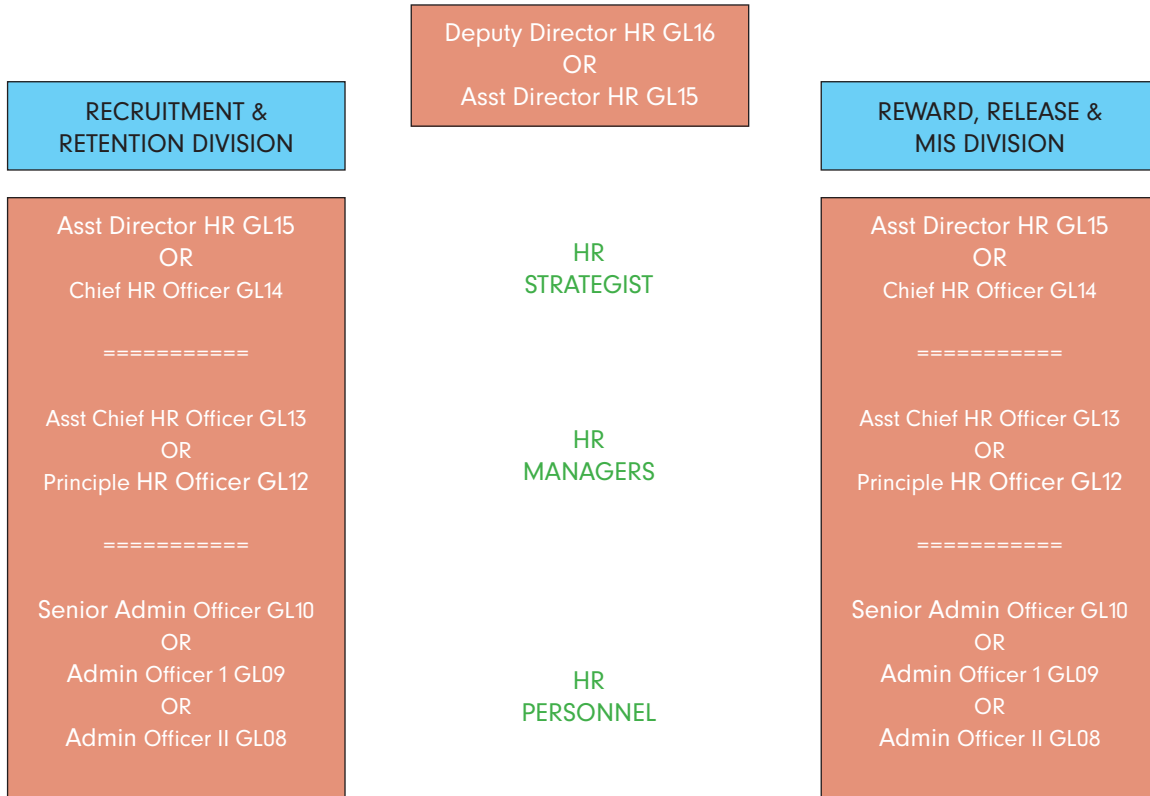 Deputy Director HR GL16
OR
Asst Director HR GL15
RECRUITMENT &
RETENTION DIVISION
REWARD, RELEASE &
MIS DIVISION
Asst Director HR GL15
OR
Chief HR Officer GL14
===========
Asst Chief HR Officer GL13
OR
Principle HR Officer GL12
===========
Senior Admin Officer GL10
OR
Admin Officer 1 GL09
OR
Admin Officer II GL08
HR
STRATEGIST
HR
MANAGERS
HR
PERSONNEL
Asst Director HR GL15
OR
Chief HR Officer GL14
===========
Asst Chief HR Officer GL13
OR
Principle HR Officer GL12
===========
Senior Admin Officer GL10
OR
Admin Officer 1 GL09
OR
Admin Officer II GL08